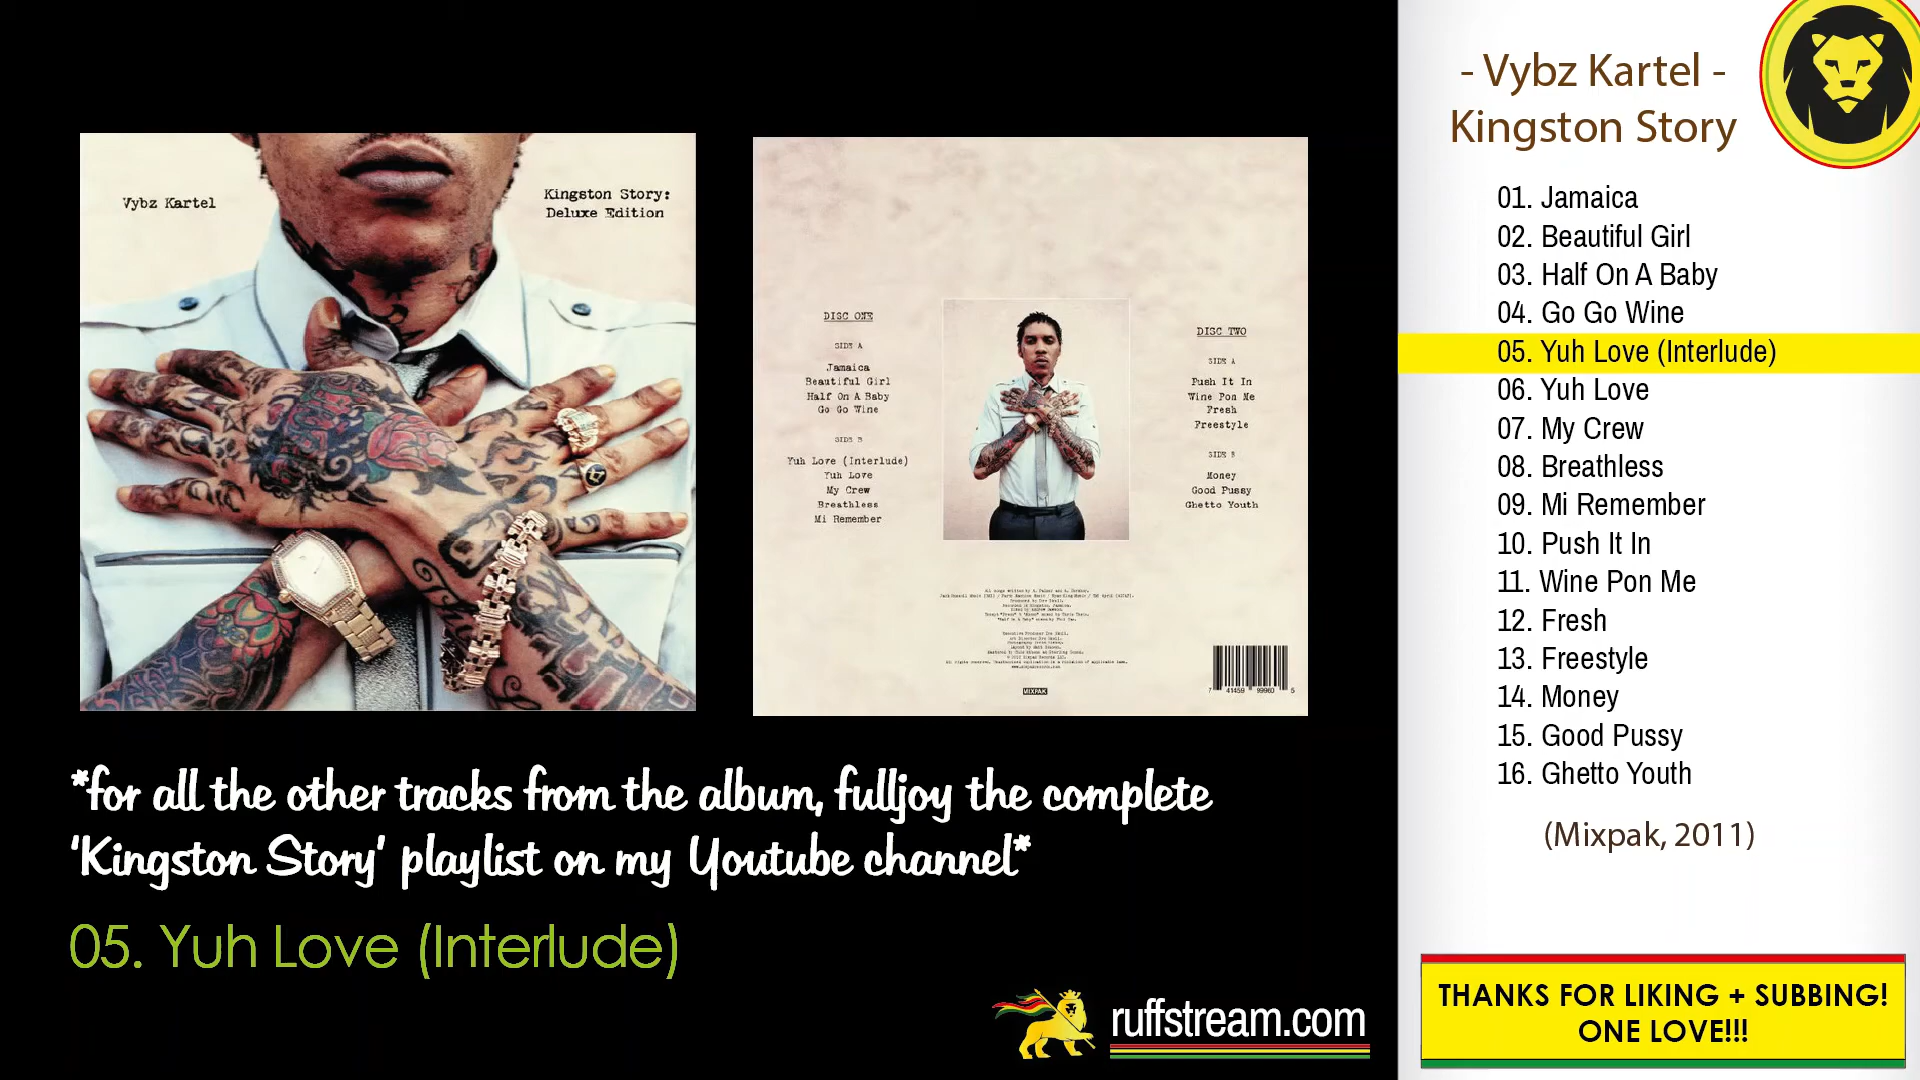 Vybz Kartel
Kingston Story:
Deluxe Edition
DISC ONE
SIDE A
Jamaica
Beautiful Girl
Half On A Baby
Go Go Wine
SIDE B
Yuh Love (Interlude)
Yuh Love
My Crew
Breathless
Mi Remember
DISC TWO
SIDE A
Push It In
Wine Pon Me
Fresh
Freestyle
SIDE B
Money
Good Pussy
Ghetto Youth
MIXPAK
7 41459 99960 5
*for all the other tracks from the album, fulljoy the complete
'Kingston Story' playlist on my Youtube channel*
05. Yuh Love (Interlude)
ruffstream.com
- Vybz Kartel -
Kingston Story
01. Jamaica
02. Beautiful Girl
03. Half On A Baby
04. Go Go Wine
05. Yuh Love (Interlude)
06. Yuh Love
07. My Crew
08. Breathless
09. Mi Remember
10. Push It In
11. Wine Pon Me
12. Fresh
13. Freestyle
14. Money
15. Good Pussy
16. Ghetto Youth
(Mixpak, 2011)
THANKS FOR LIKING + SUBBING!
ONE LOVE!!!